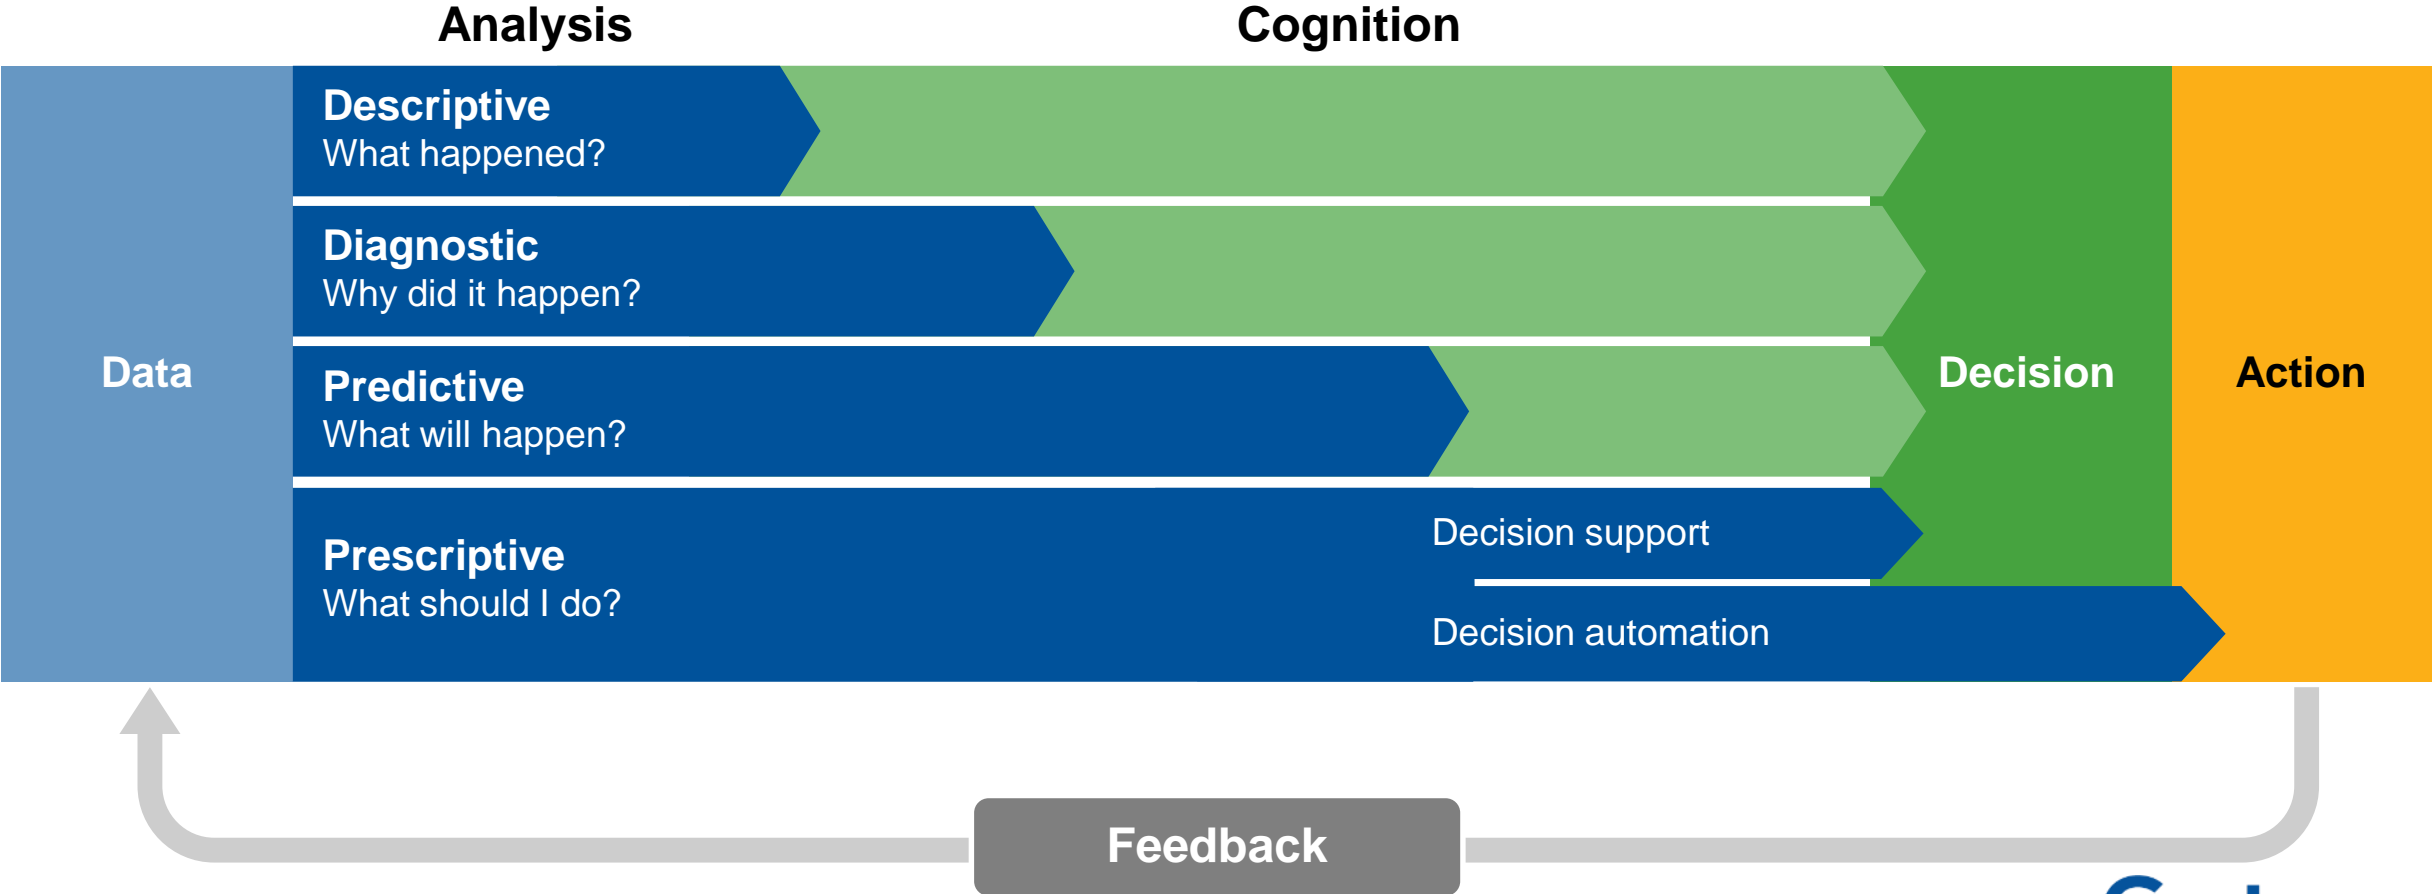 Analysis
Cognition
Descriptive
What happened?
Diagnostic
Why did it happen?
Data
Predictive
What will happen?
Decision
Action
Prescriptive
What should I do?
Decision support
Decision automation
Feedback